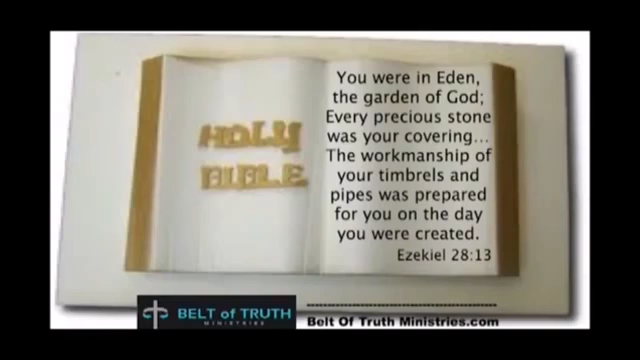 HOLY
BIBLE
You were in Eden,
the garden of God;
Every precious stone
was your covering...
The workmanship of
your timbrels and
pipes was prepared
for you on the day
you were created.
Ezekiel 28:13
BELT of TRUTH
MINISTRIES
Belt Of Truth Ministries.com